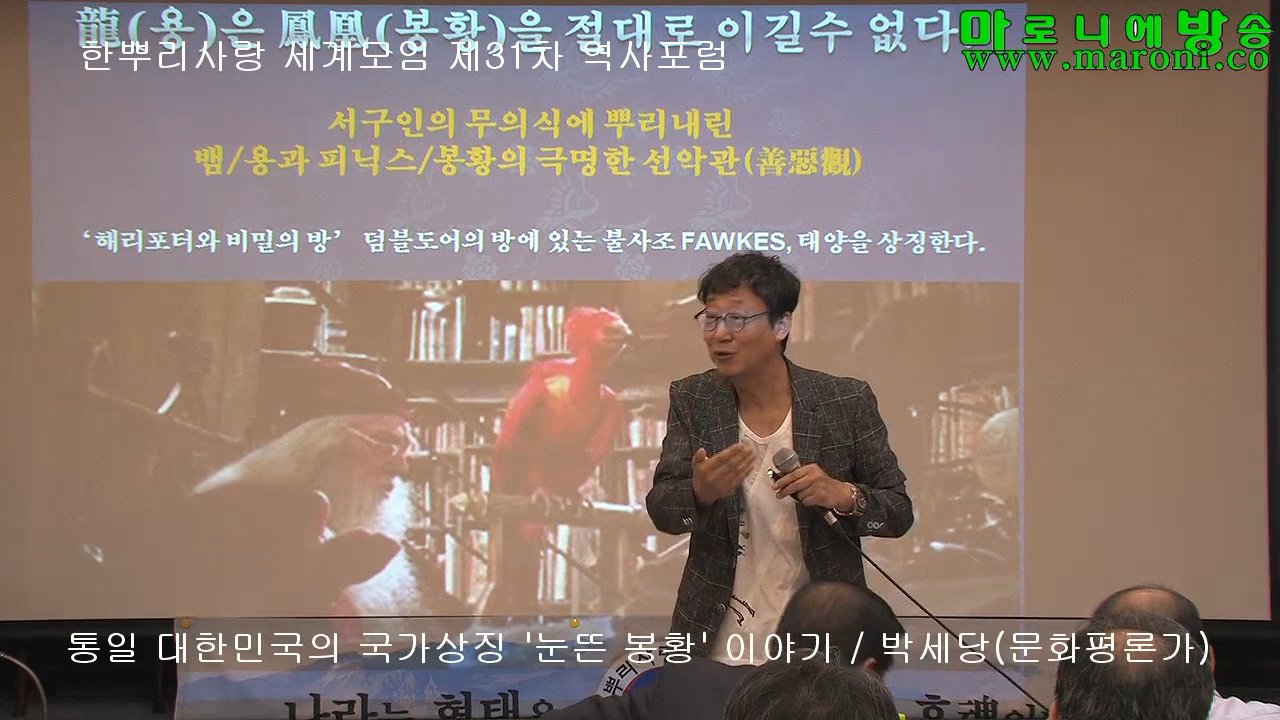 龍(용)은 鳳凰(봉황)을 절대로 이길수 없다
마로니에방송
www.maroni.co
한뿌리사랑 세계모임 제31차 역사포럼
서구인의 무의식에 뿌리내린
뱀/용과 피닉스/봉황의 극명한 선악관(善惡觀)
‘해리포터와 비밀의 방’ 덤블도어의 방에 있는 불사조 FAWKES, 태양을 상징한다.
통일 대한민국의 국가상징 '눈뜬 봉황' 이야기 / 박세당(문화평론가)
나라는 형태요